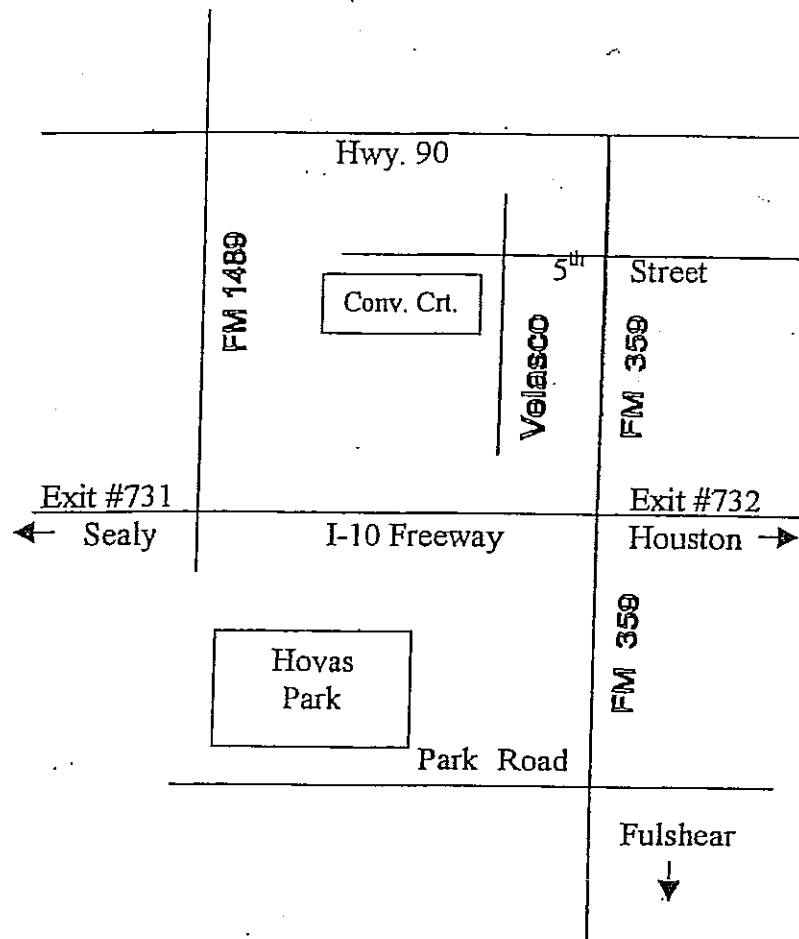 Hwy. 90
FM 1489
5th Street
Conv. Crt.
Velasco
FM 359
Exit #731
Exit #732
Sealy
I-10 Freeway
Houston
Hovas
Park
FM 359
Park Road
Fulshear